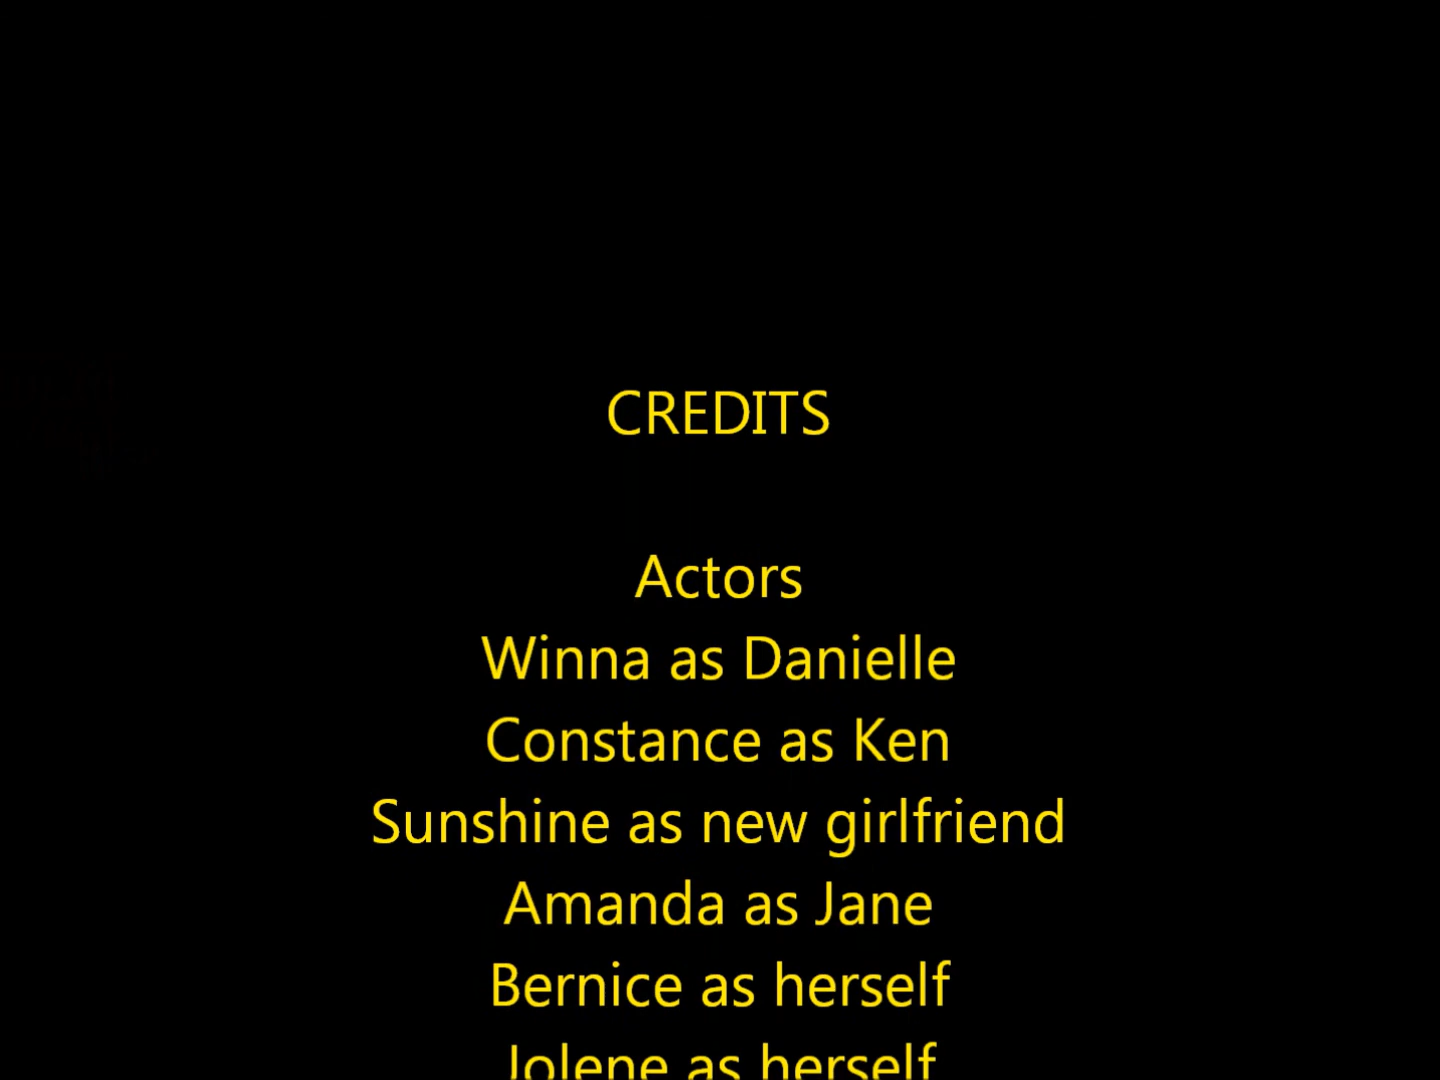 CREDITS
Actors
Winna as Danielle
Constance as Ken
Sunshine as new girlfriend
Amanda as Jane
Bernice as herself
Jolene as herself